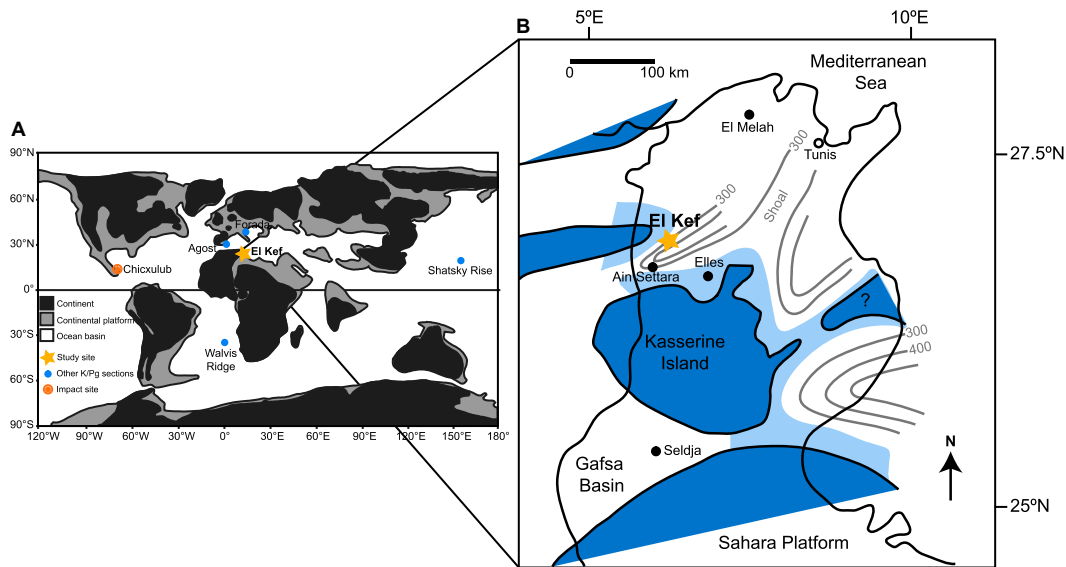 A
90°N
60°N
30°N
0°
30°S
60°S
90°S
120°W
90°W
60°W
30°W
0°
30°E
60°E
90°E
120°E
150°E
180°
Forada
Agost
El Kef
Chicxulub
Shatsky Rise
Walvis
Ridge
Continent
Continental platform
Ocean basin
Study site
Other K/Pg sections
Impact site
B
5ºE
10ºE
27.5ºN
25ºN
0
100 km
Mediterranean
Sea
El Melah
Tunis
300
300
Shoal
El Kef
Ain Settara
Elles
?
Kasserine
Island
300
400
Seldja
Gafsa
Basin
N
Sahara Platform